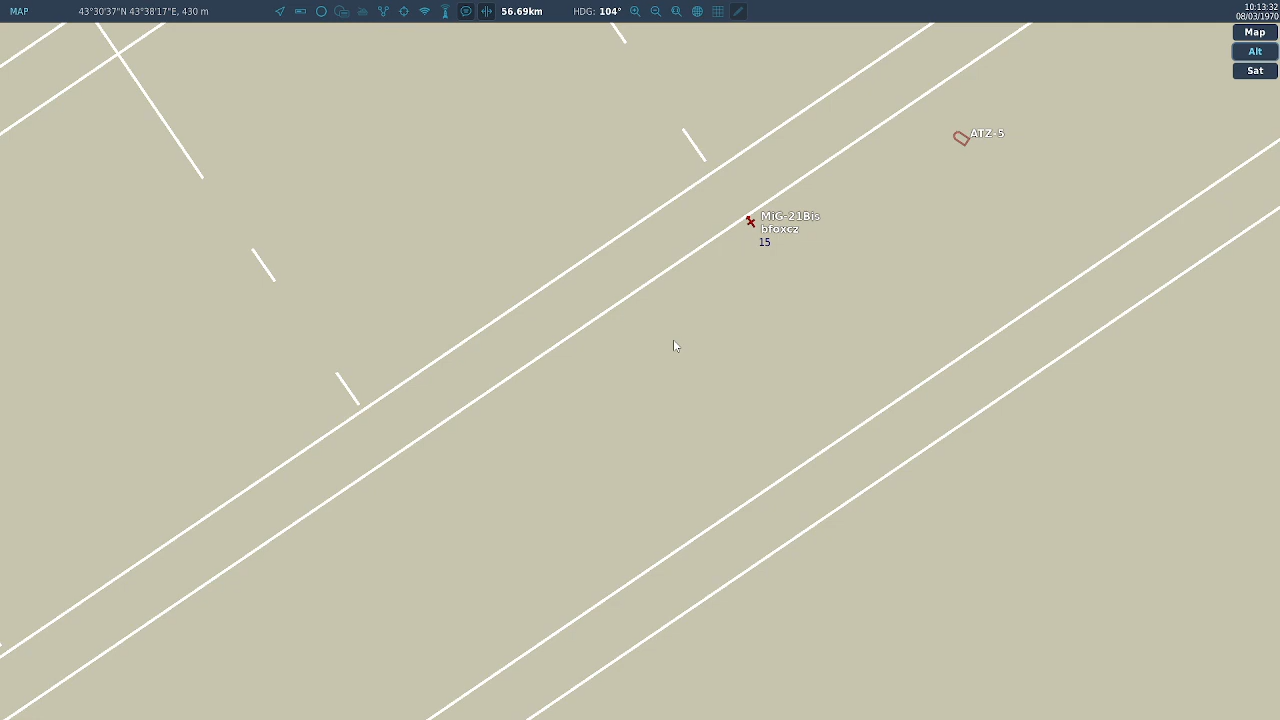 MAP 43°30'37"N 43°38'17"E, 430 m 56.69km HDG: 104° 10:13:32
08/03/1970
Map
Alt
Sat
ATZ-5
MiG-21Bis
bfoxcz
15